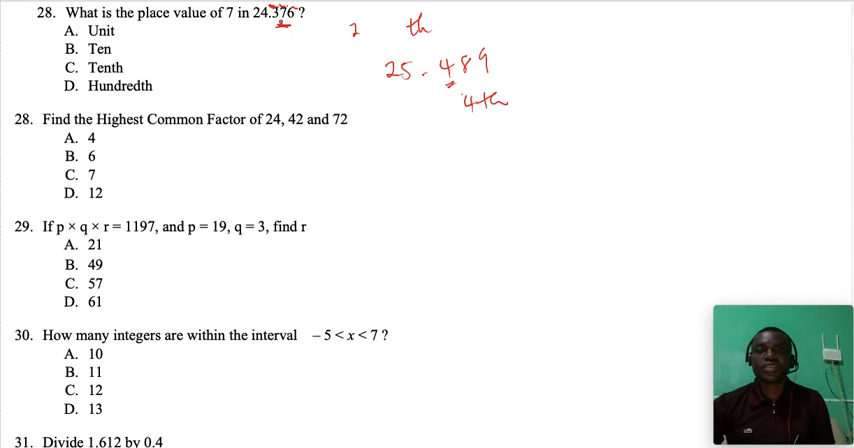 28. What is the place value of 7 in 24.376 ?
A. Unit
B. Ten
C. Tenth
D. Hundredth
2 th
25.489
4th
28. Find the Highest Common Factor of 24, 42 and 72
A. 4
B. 6
C. 7
D. 12
29. If p × q × r = 1197, and p = 19, q = 3, find r
A. 21
B. 49
C. 57
D. 61
30. How many integers are within the interval – 5 < x < 7 ?
A. 10
B. 11
C. 12
D. 13
31. Divide 1.612 by 0.4